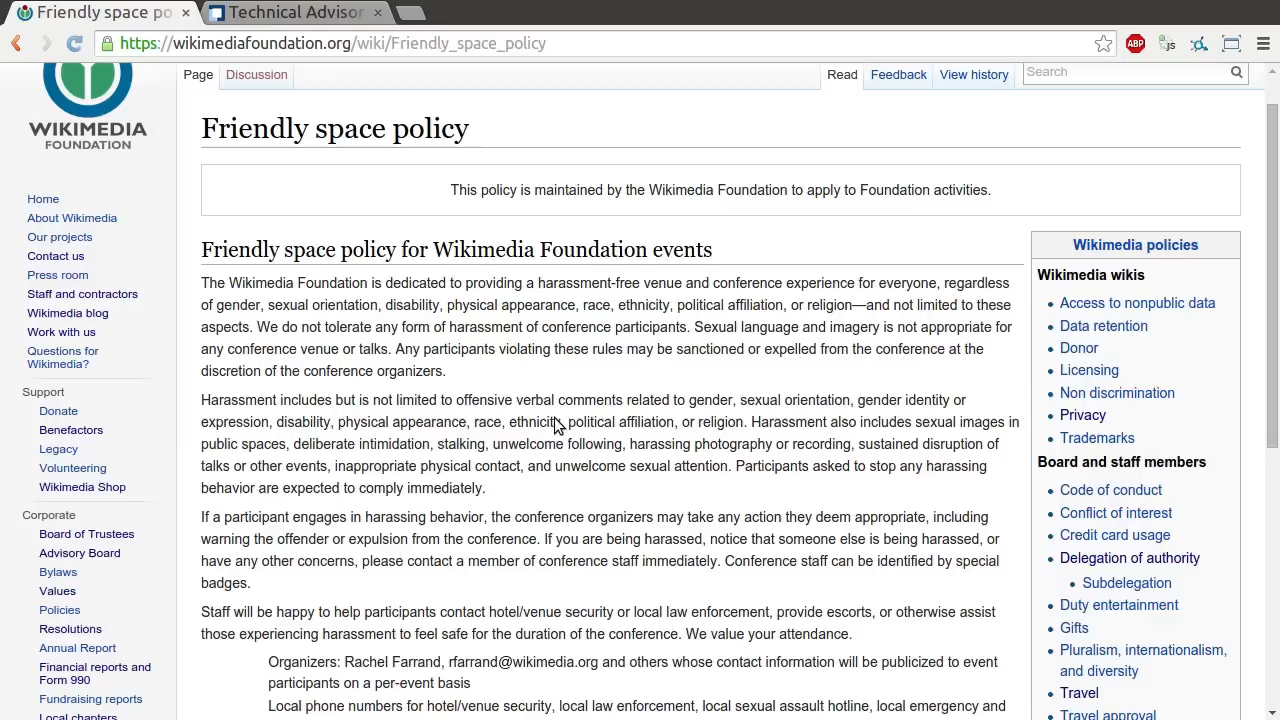 Friendly space po
Technical Advisor
https://wikimediafoundation.org/wiki/Friendly_space_policy
ABP
js
WIKIMEDIA
FOUNDATION
Page
Discussion
Read
Feedback
View history
Search
Home
About Wikimedia
Our projects
Contact us
Press room
Staff and contractors
Wikimedia blog
Work with us
Questions for
Wikimedia?
Support
Donate
Benefactors
Legacy
Volunteering
Wikimedia Shop
Corporate
Board of Trustees
Advisory Board
Bylaws
Values
Policies
Resolutions
Annual Report
Financial reports and
Form 990
Fundraising reports
Local chapters
Friendly space policy
This policy is maintained by the Wikimedia Foundation to apply to Foundation activities.
Friendly space policy for Wikimedia Foundation events
The Wikimedia Foundation is dedicated to providing a harassment-free venue and conference experience for everyone, regardless
of gender, sexual orientation, disability, physical appearance, race, ethnicity, political affiliation, or religion—and not limited to these
aspects. We do not tolerate any form of harassment of conference participants. Sexual language and imagery is not appropriate for
any conference venue or talks. Any participants violating these rules may be sanctioned or expelled from the conference at the
discretion of the conference organizers.
Harassment includes but is not limited to offensive verbal comments related to gender, sexual orientation, gender identity or
expression, disability, physical appearance, race, ethnicity, political affiliation, or religion. Harassment also includes sexual images in
public spaces, deliberate intimidation, stalking, unwelcome following, harassing photography or recording, sustained disruption of
talks or other events, inappropriate physical contact, and unwelcome sexual attention. Participants asked to stop any harassing
behavior are expected to comply immediately.
If a participant engages in harassing behavior, the conference organizers may take any action they deem appropriate, including
warning the offender or expulsion from the conference. If you are being harassed, notice that someone else is being harassed, or
have any other concerns, please contact a member of conference staff immediately. Conference staff can be identified by special
badges.
Staff will be happy to help participants contact hotel/venue security or local law enforcement, provide escorts, or otherwise assist
those experiencing harassment to feel safe for the duration of the conference. We value your attendance.
Organizers: Rachel Farrand, rfarrand@wikimedia.org and others whose contact information will be publicized to event
participants on a per-event basis
Local phone numbers for hotel/venue security, local law enforcement, local sexual assault hotline, local emergency and
Wikimedia policies
Wikimedia wikis
Access to nonpublic data
Data retention
Donor
Licensing
Non discrimination
Privacy
Trademarks
Board and staff members
Code of conduct
Conflict of interest
Credit card usage
Delegation of authority
Subdelegation
Duty entertainment
Gifts
Pluralism, internationalism,
and diversity
Travel
Travel approval